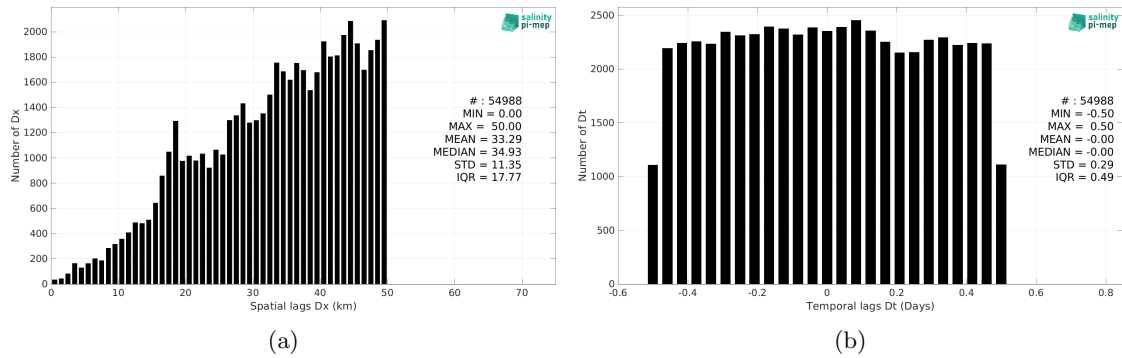 2000
1800
1600
1400
1200
1000
800
600
400
200
0
Number of Dx
0 10 20 30 40 50 60 70
Spatial lags Dx (km)
salinity
pi-mep
# : 54988
MIN = 0.00
MAX = 50.00
MEAN = 33.29
MEDIAN = 34.93
STD = 11.35
IQR = 17.77
(a)
2500
2000
1500
1000
500
0
Number of Dt
-0.6 -0.4 -0.2 0 0.2 0.4 0.6 0.8
Temporal lags Dt (Days)
salinity
pi-mep
# : 54988
MIN = -0.50
MAX = 0.50
MEAN = -0.00
MEDIAN = -0.00
STD = 0.29
IQR = 0.49
(b)